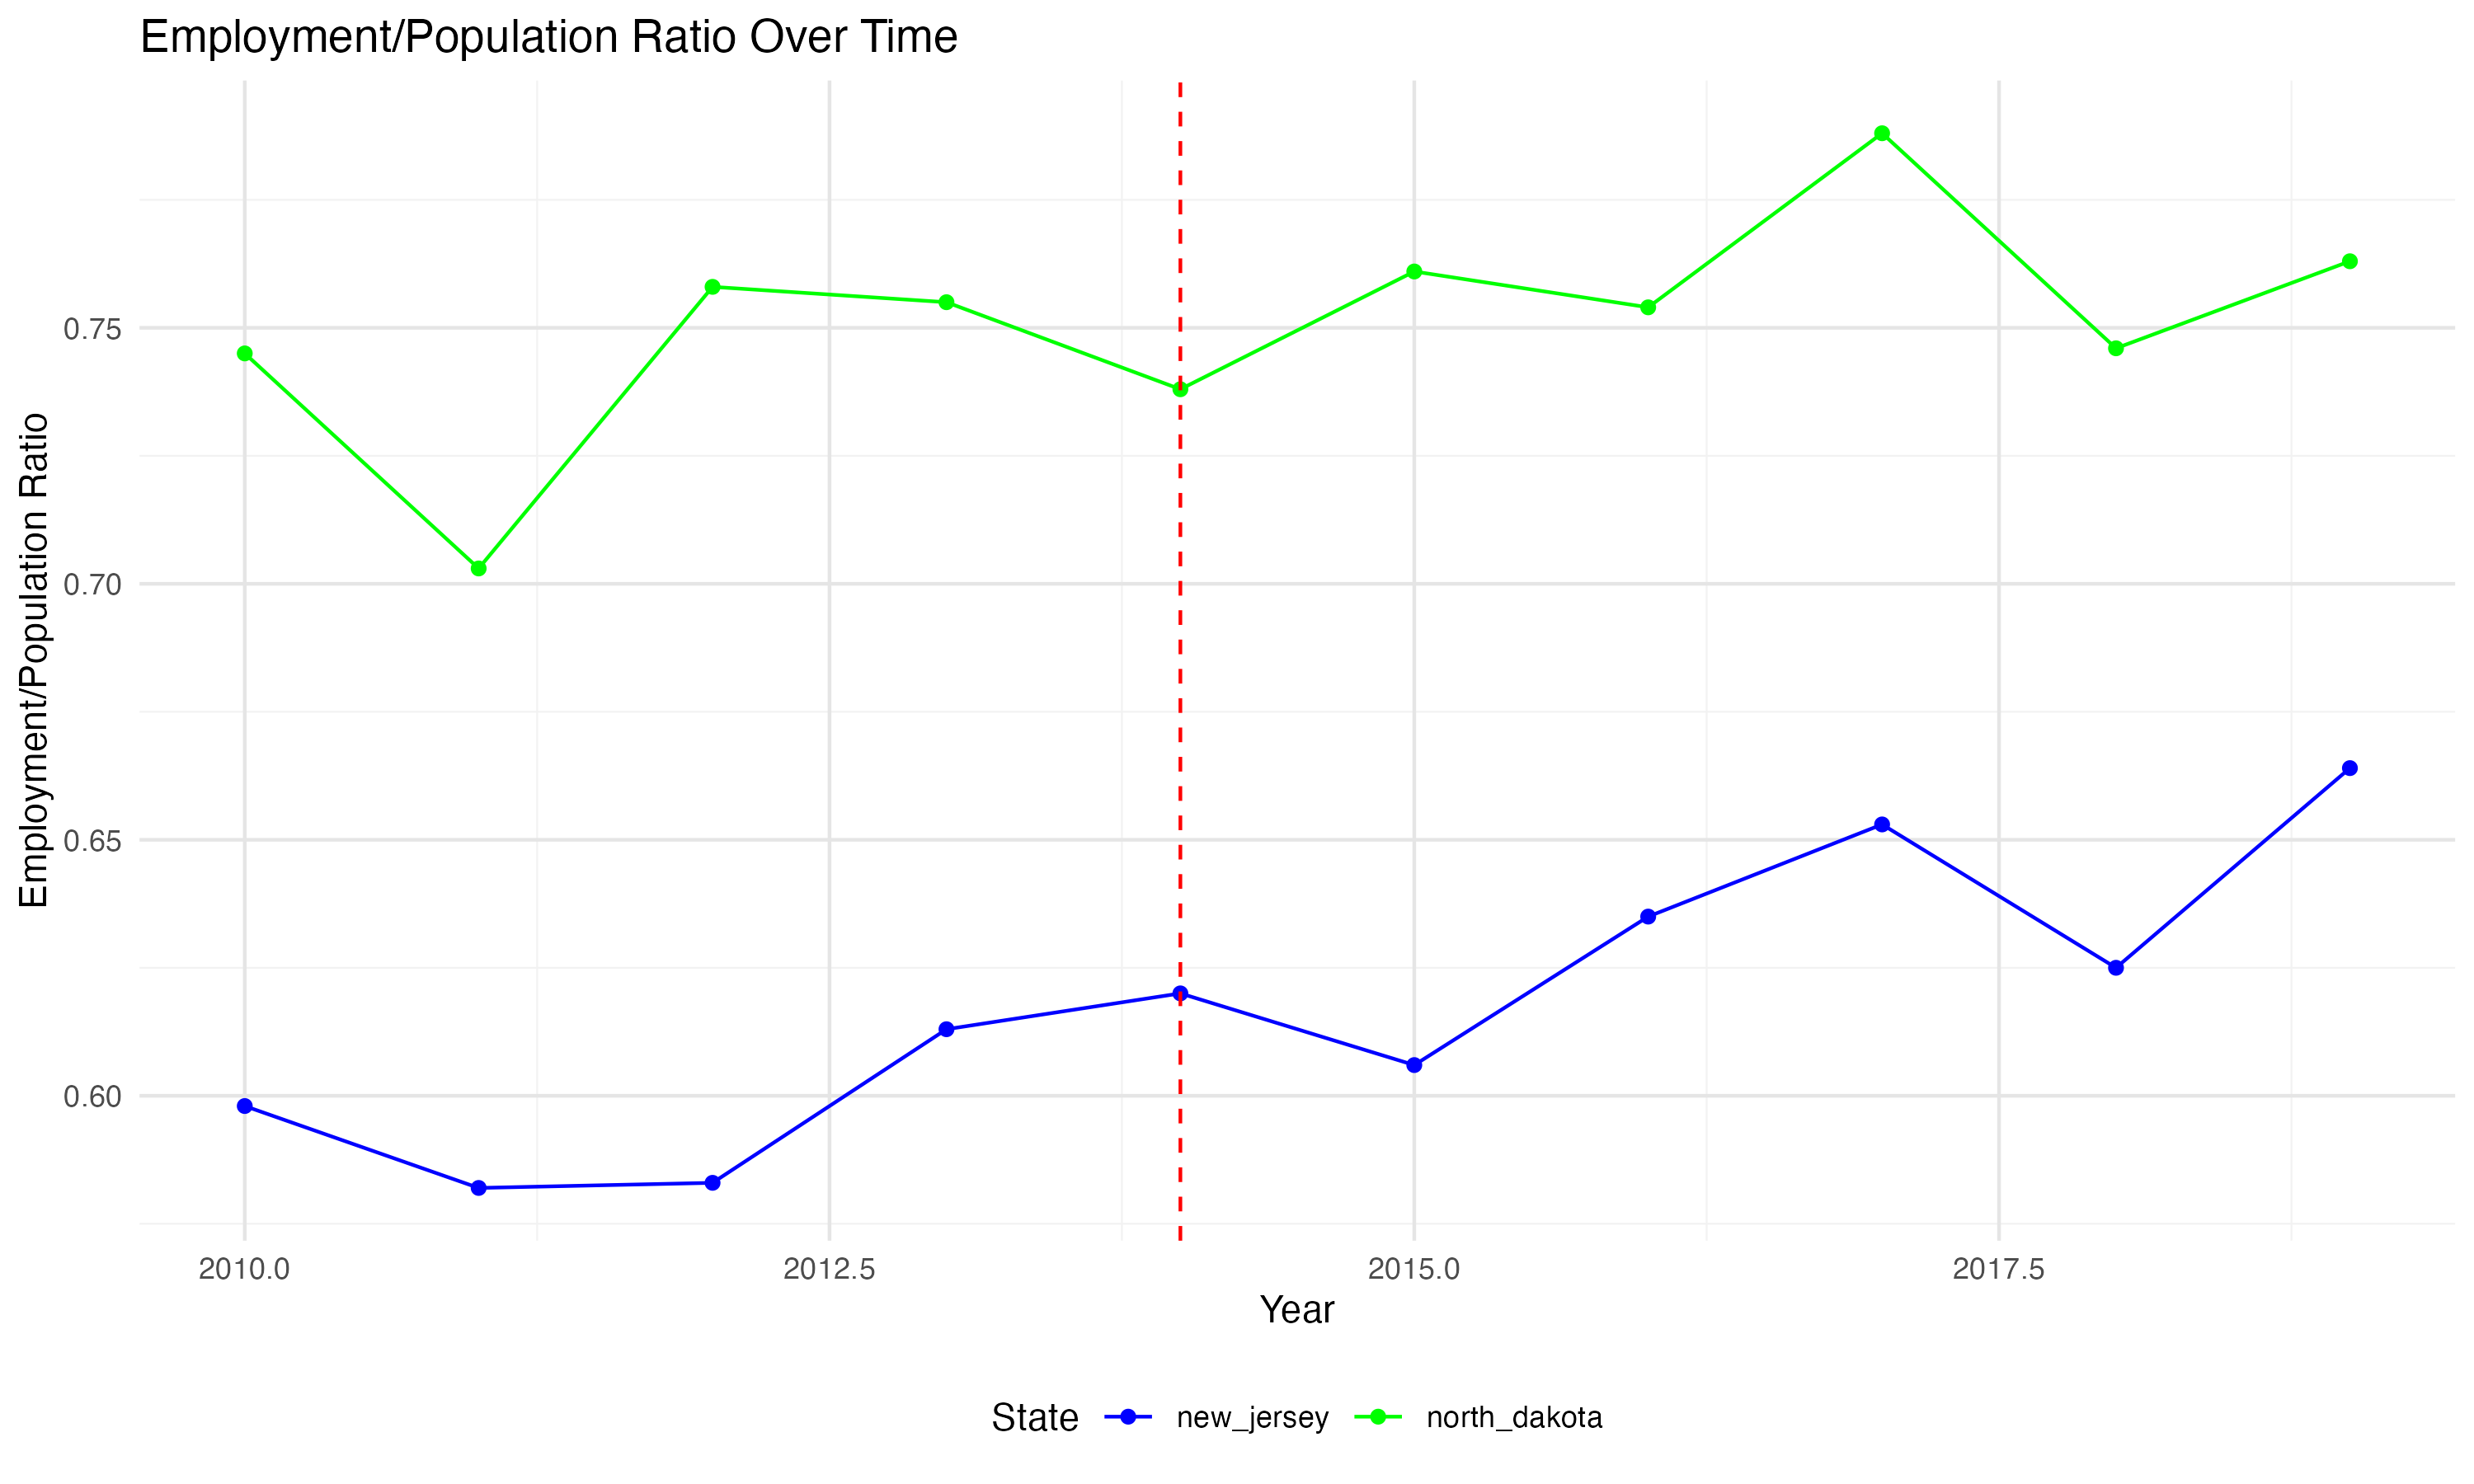 Employment/Population Ratio Over Time
Employment/Population Ratio
0.75
0.70
0.65
0.60
2010.0 2012.5 2015.0 2017.5
Year
State new_jersey north_dakota